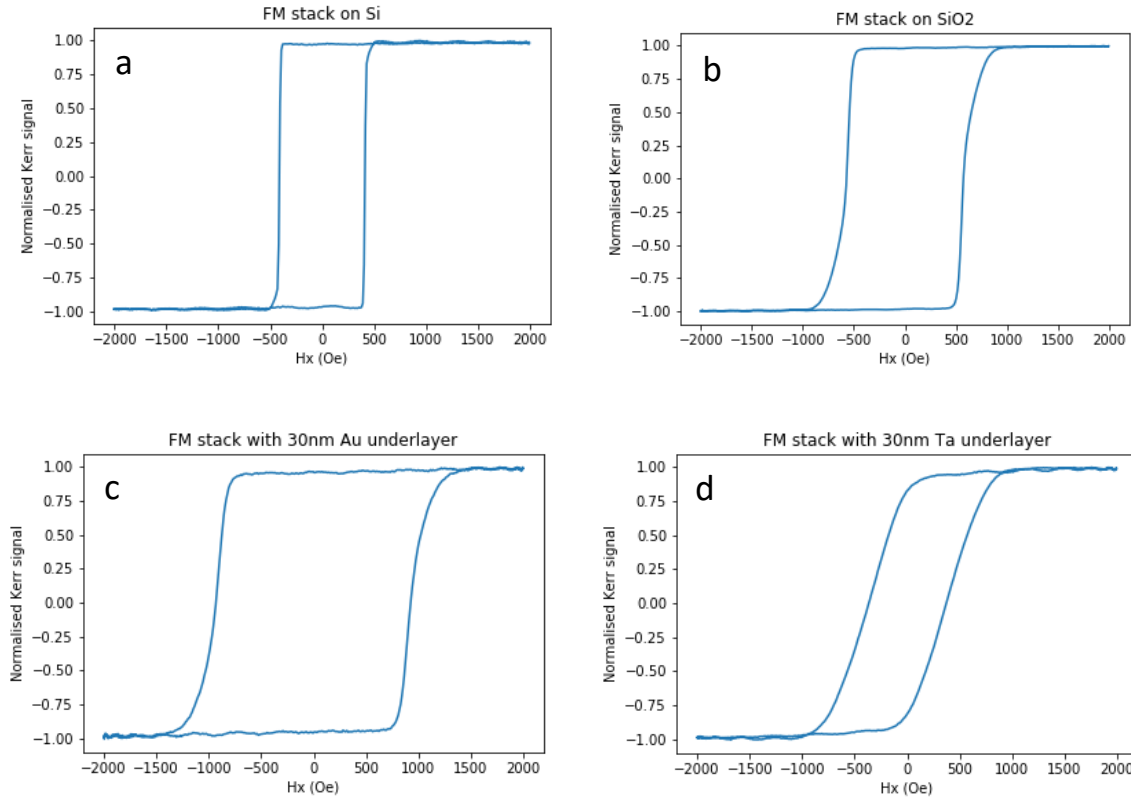 FM stack on Si
a
1.00
0.75
0.50
0.25
0.00
−0.25
−0.50
−0.75
−1.00
Normalised Kerr signal
−2000 −1500 −1000 −500 0 500 1000 1500 2000
Hx (Oe)
FM stack on SiO2
b
1.00
0.75
0.50
0.25
0.00
−0.25
−0.50
−0.75
−1.00
Normalised Kerr signal
−2000 −1500 −1000 −500 0 500 1000 1500 2000
Hx (Oe)
FM stack with 30nm Au underlayer
c
1.00
0.75
0.50
0.25
0.00
−0.25
−0.50
−0.75
−1.00
Normalised Kerr signal
−2000 −1500 −1000 −500 0 500 1000 1500 2000
Hx (Oe)
FM stack with 30nm Ta underlayer
d
1.00
0.75
0.50
0.25
0.00
−0.25
−0.50
−0.75
−1.00
Normalised Kerr signal
−2000 −1500 −1000 −500 0 500 1000 1500 2000
Hx (Oe)